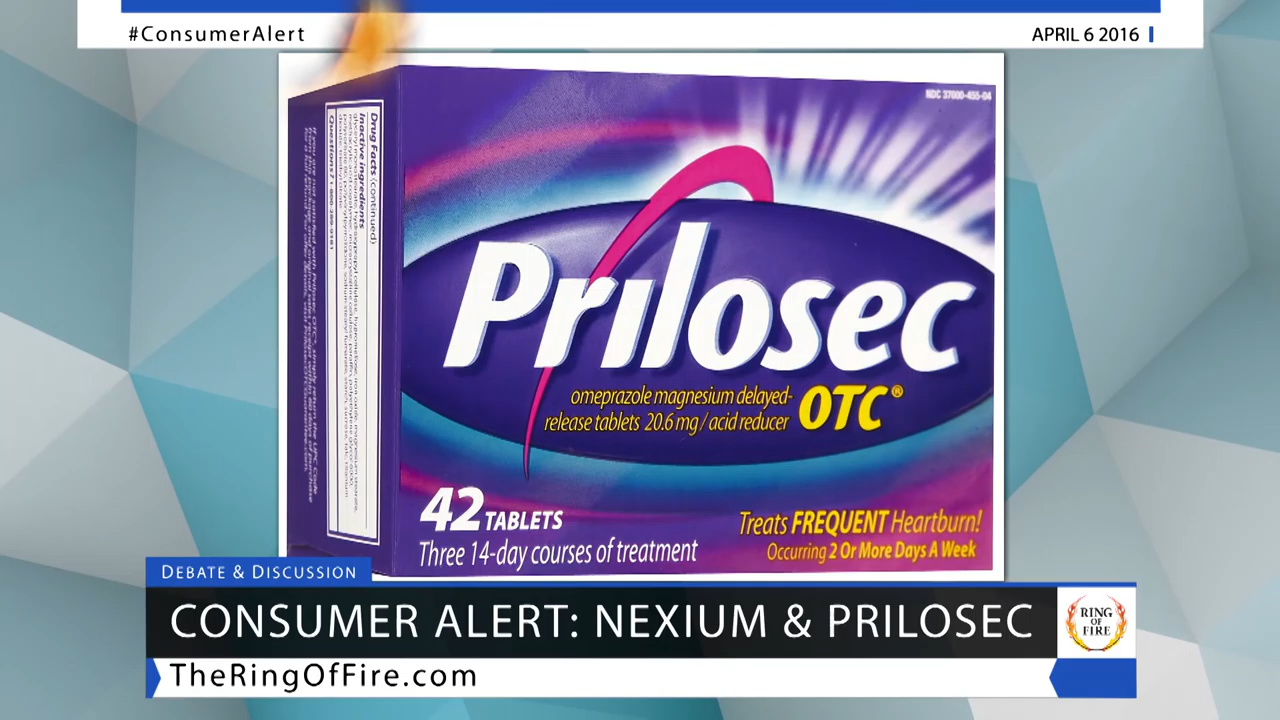 #ConsumerAlert
APRIL 6 2016
NDC 37000-455-04
Drug Facts (continued)
Inactive ingredients
Questions? 1-800-289-9181
Prilosec
omeprazole magnesium delayed-
release tablets 20.6 mg / acid reducer
OTC®
42 TABLETS
Three 14-day courses of treatment
Treats FREQUENT Heartburn!
Occurring 2 Or More Days A Week
DEBATE & DISCUSSION
CONSUMER ALERT: NEXIUM & PRILOSEC
RING
OF
FIRE
TheRingOfFire.com